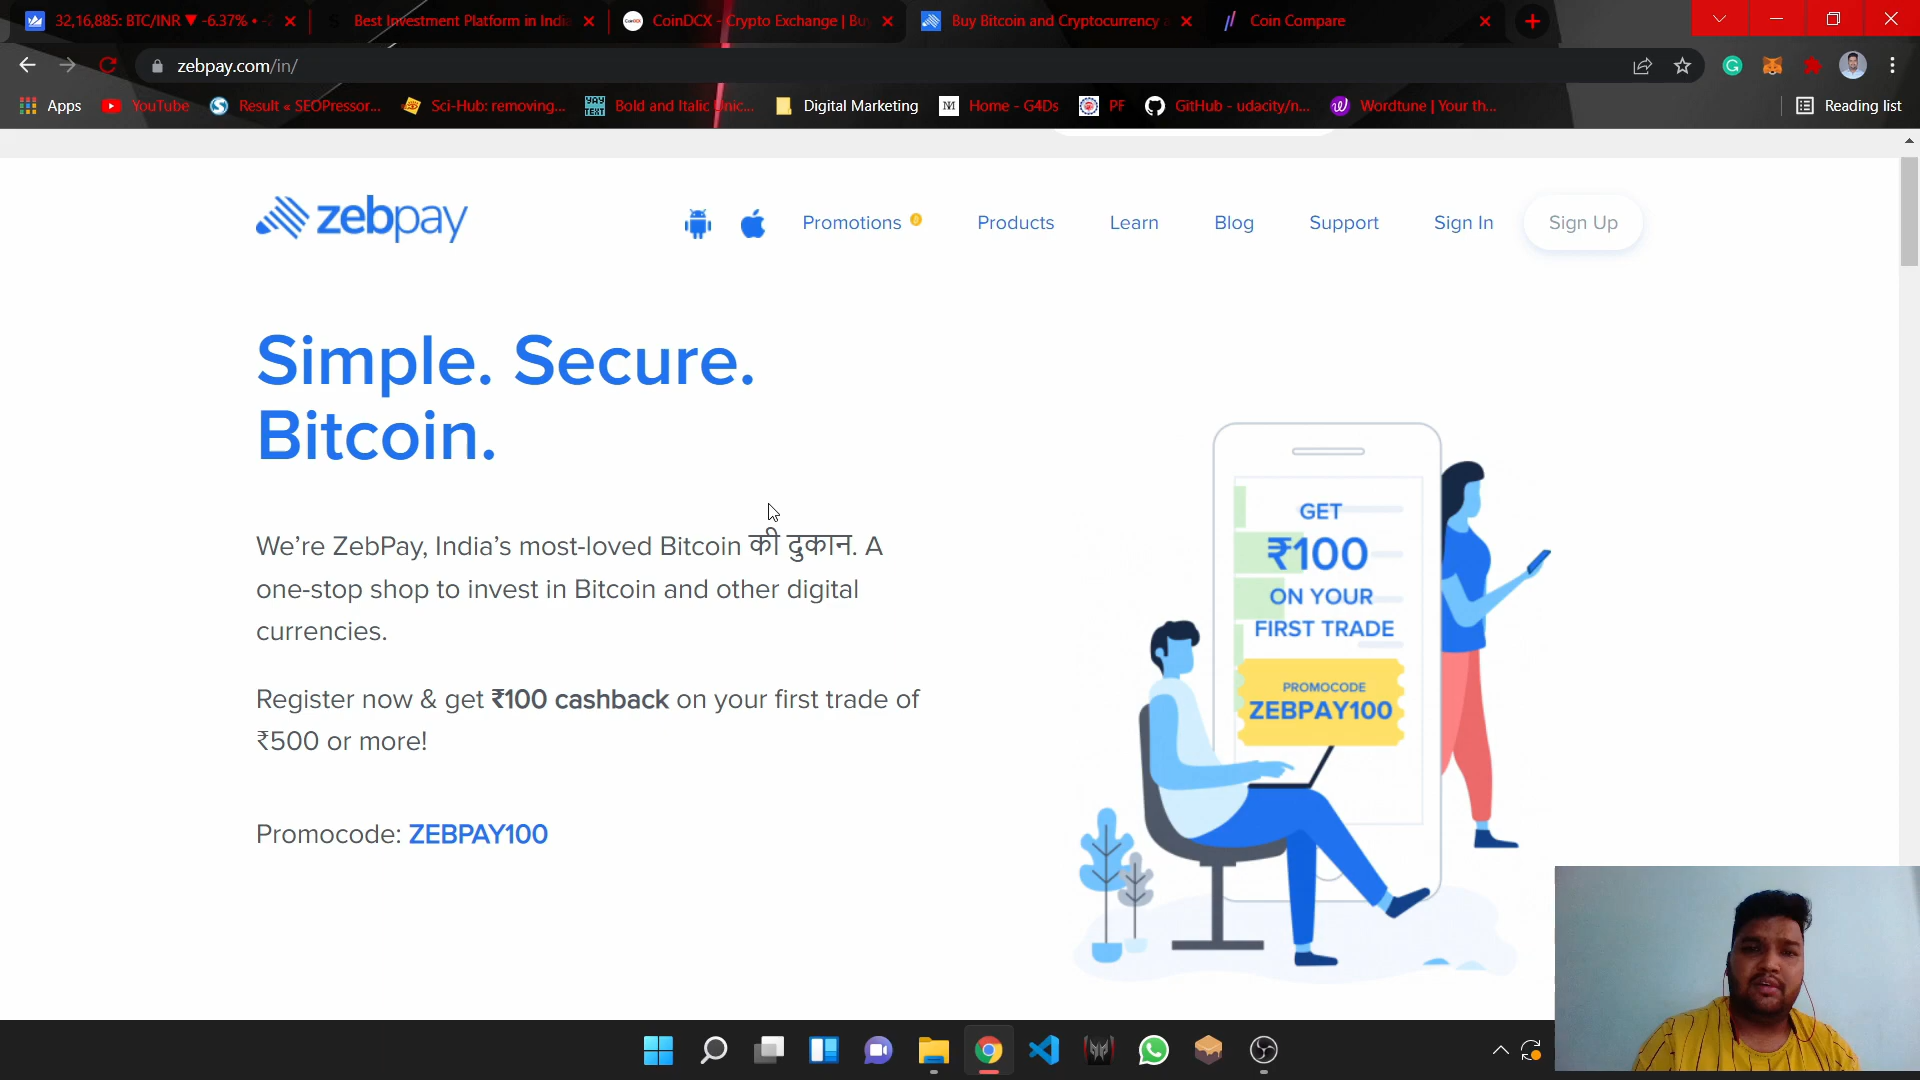 32,16,885: BTC/INR ▼ -6.37% •
Best Investment Platform in Indi
CoinDCX - Crypto Exchange | Bu
Buy Bitcoin and Cryptocurrency
Coin Compare
zebpay.com/in/
Apps
YouTube
Result « SEOPressor...
Sci-Hub: removing...
YAY TEXT
Bold and Italic Unic...
Digital Marketing
Home - G4Ds
PF
GitHub - udacity/n...
Wordtune | Your th...
Reading list
zebpay
Promotions
Products
Learn
Blog
Support
Sign In
Sign Up
Simple. Secure.
Bitcoin.
We’re ZebPay, India’s most-loved Bitcoin की दुकान. A
one-stop shop to invest in Bitcoin and other digital
currencies.
Register now & get ₹100 cashback on your first trade of
₹500 or more!
Promocode: ZEBPAY100
GET
₹100
ON YOUR
FIRST TRADE
PROMOCODE
ZEBPAY100